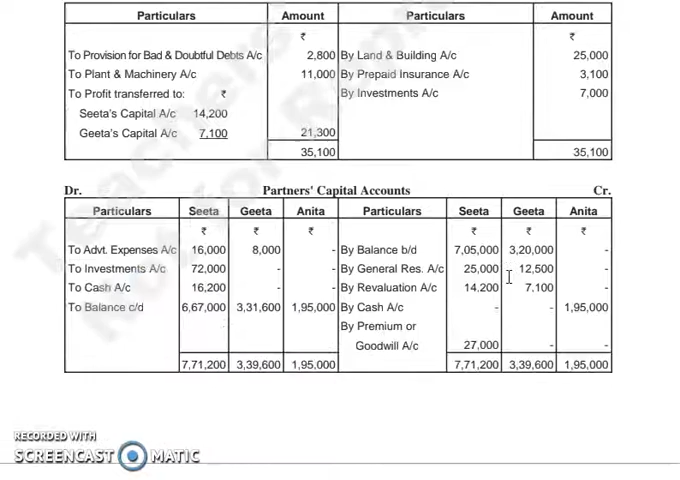 Particulars Amount Particulars Amount
₹ ₹
To Provision for Bad & Doubtful Debts A/c 2,800 By Land & Building A/c 25,000
To Plant & Machinery A/c 11,000 By Prepaid Insurance A/c 3,100
To Profit transferred to: ₹ By Investments A/c 7,000
Seeta's Capital A/c 14,200
Geeta's Capital A/c 7,100 21,300
35,100 35,100
Dr. Partners' Capital Accounts Cr.
Particulars Seeta Geeta Anita Particulars Seeta Geeta Anita
₹ ₹ ₹ ₹ ₹ ₹
To Advt. Expenses A/c 16,000 8,000 - By Balance b/d 7,05,000 3,20,000 -
To Investments A/c 72,000 - - By General Res. A/c 25,000 12,500 -
To Cash A/c 16,200 - - By Revaluation A/c 14.200 7.100 -
To Balance c/d 6,67,000 3,31,600 1,95,000 By Cash A/c - - 1,95,000
By Premium or
Goodwill A/c 27,000 - -
7,71,200 3,39,600 1,95,000 7,71,200 3,39,600 1,95,000
RECORDED WITH
SCREENCAST MATIC